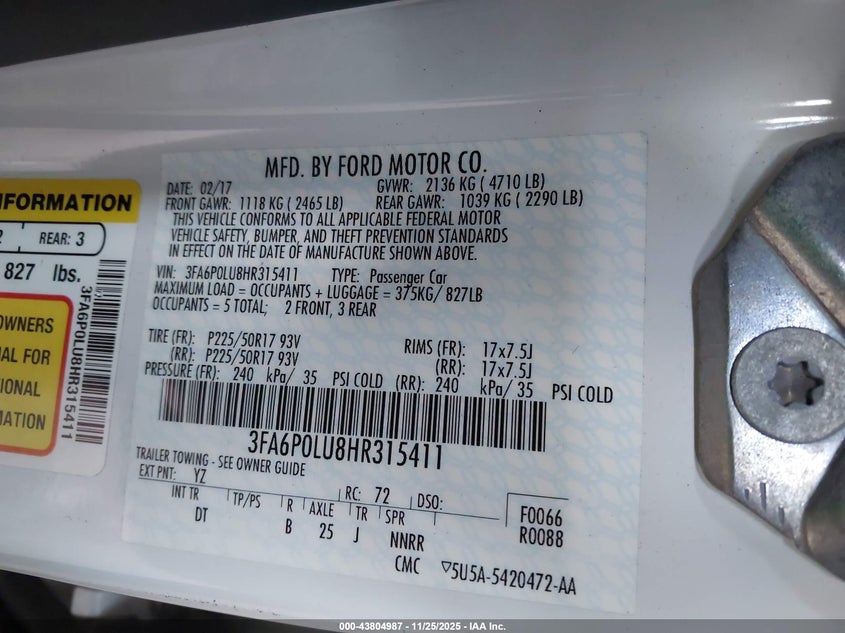 MFD. BY FORD MOTOR CO.
DATE: 02/17 GVWR: 2136 KG ( 4710 LB)
FRONT GAWR: 1118 KG ( 2465 LB) REAR GAWR: 1039 KG ( 2290 LB)
THIS VEHICLE CONFORMS TO ALL APPLICABLE FEDERAL MOTOR
VEHICLE SAFETY, BUMPER, AND THEFT PREVENTION STANDARDS
IN EFFECT ON THE DATE OF MANUFACTURE SHOWN ABOVE.
VIN: 3FA6P0LU8HR315411 TYPE: Passenger Car
MAXIMUM LOAD = OCCUPANTS + LUGGAGE = 375KG/ 827LB
OCCUPANTS = 5 TOTAL; 2 FRONT, 3 REAR
TIRE (FR): P225/50R17 93V RIMS (FR): 17x7.5J
(RR): P225/50R17 93V (RR): 17x7.5J
PRESSURE (FR): 240 kPa/ 35 PSI COLD (RR): 240 kPa/ 35 PSI COLD
3FA6P0LU8HR315411
TRAILER TOWING - SEE OWNER GUIDE
EXT PNT: YZ RC: 72 DSO:
INT TR TP/PS R AXLE TR SPR
DT B 25 J NNRR
F0066
R0088
CMC ▽5U5A-5420472-AA
INFORMATION
2 REAR: 3
827 lbs.
3FA6P0LU8HR315411
OWNERS
AL FOR
IONAL
MATION
000-43804987 - 11/25/2025 - IAA Inc.